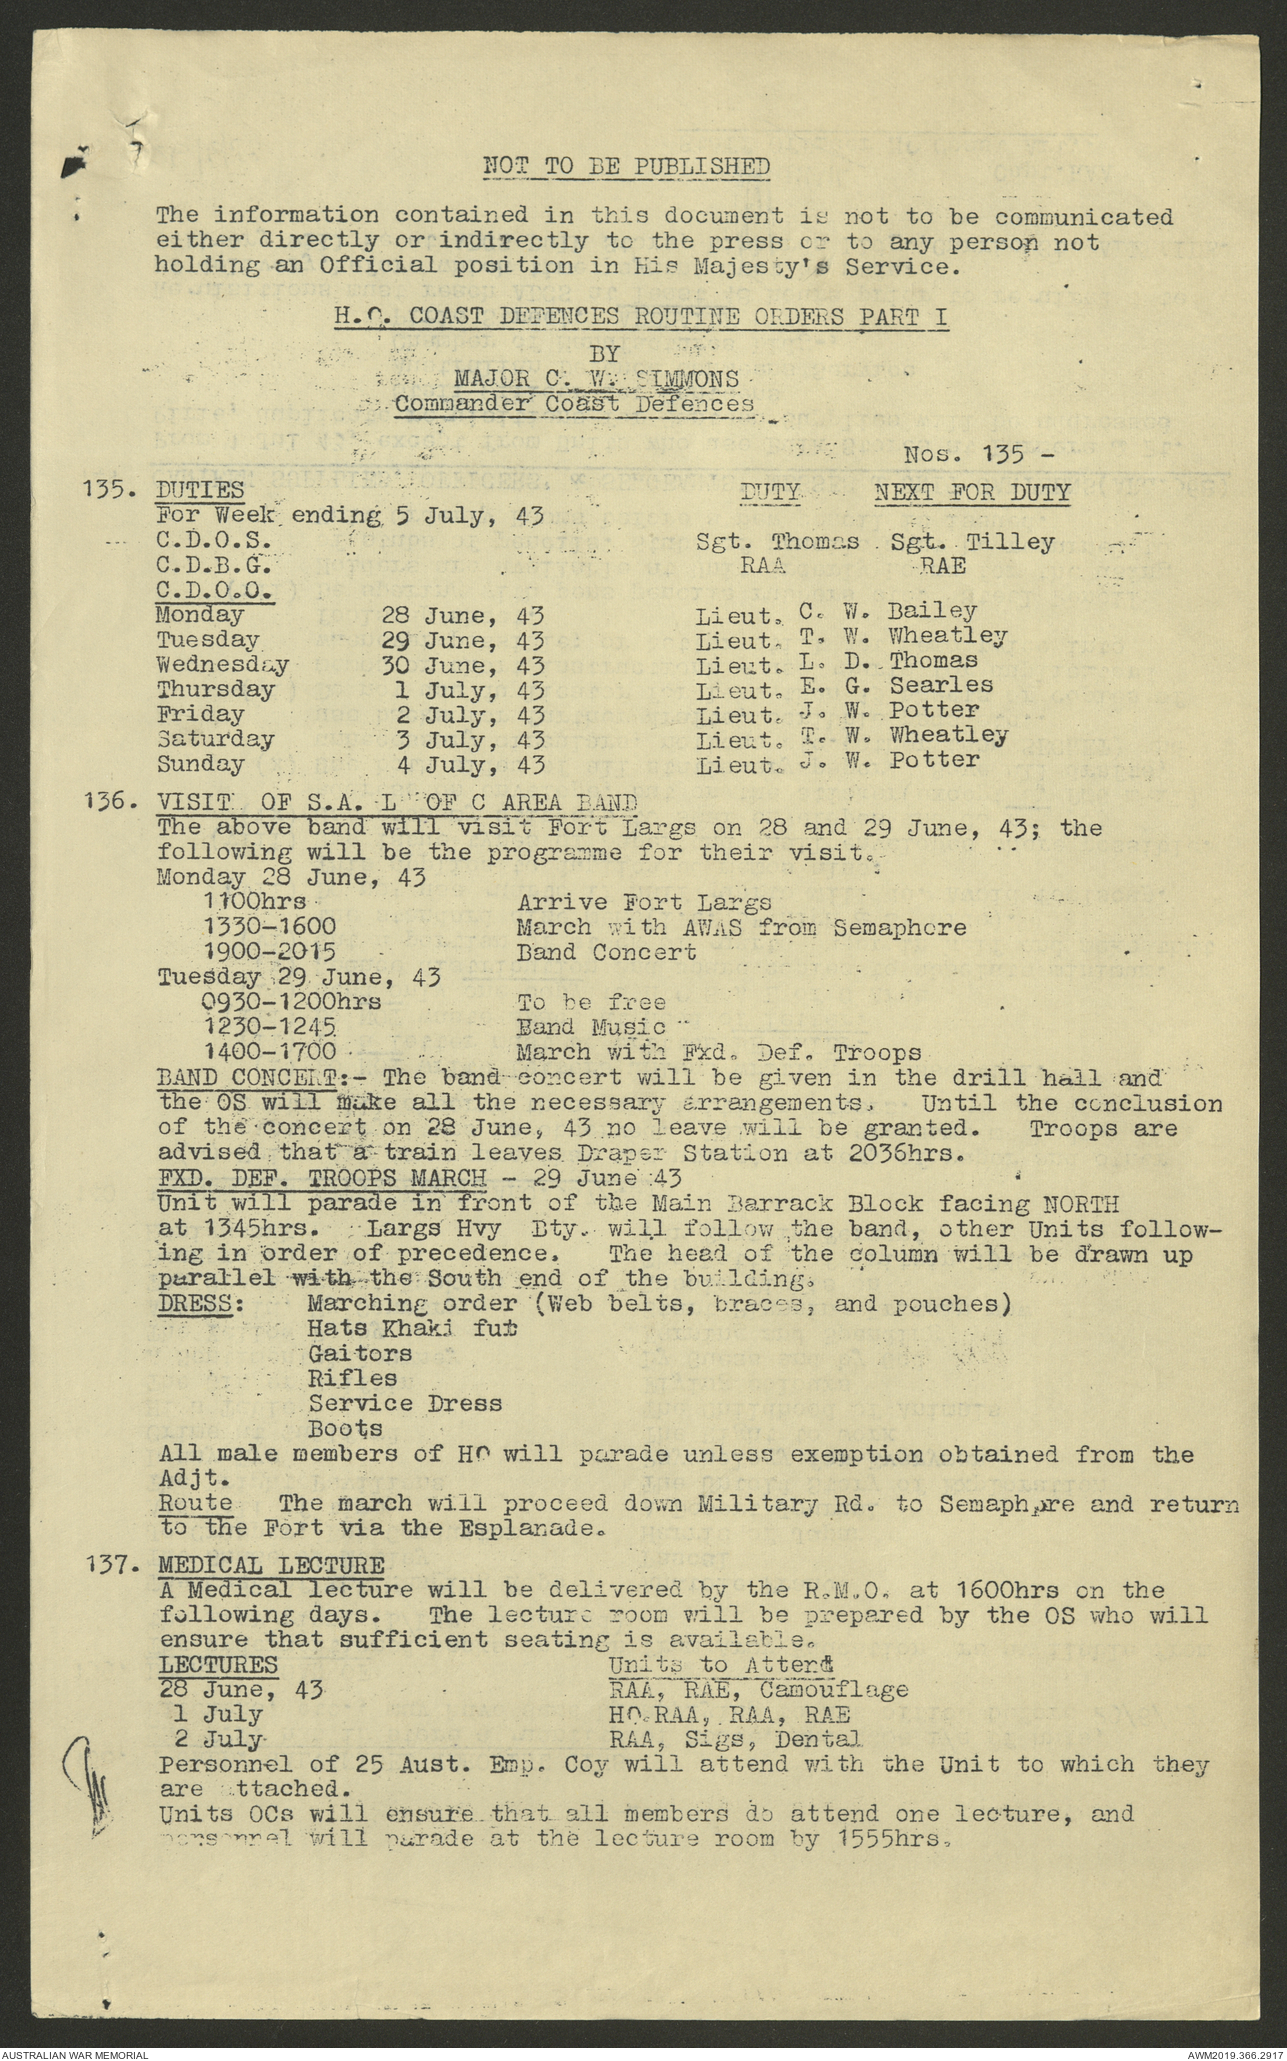 NOT TO BE PUBLISHED
The information contained in this document is not to be communicated
either directly or indirectly to the press or to any person not
holding an Official position in His Majesty's Service.
H.Q. COAST DEFENCES ROUTINE ORDERS PART I
BY
MAJOR C. W. SIMMONS
Commander Coast Defences
Nos. 135 -
135. DUTIES DUTY NEXT FOR DUTY
For Week ending 5 July, 43
C.D.O.S. Sgt. Thomas Sgt. Tilley
C.D.B.G. RAA RAE
C.D.O.O.
Monday 28 June, 43 Lieut. C. W. Bailey
Tuesday 29 June, 43 Lieut. T. W. Wheatley
Wednesday 30 June, 43 Lieut. L. D. Thomas
Thursday 1 July, 43 Lieut. E. G. Searles
Friday 2 July, 43 Lieut. J. W. Potter
Saturday 3 July, 43 Lieut. T. W. Wheatley
Sunday 4 July, 43 Lieut. J. W. Potter
136. VISIT OF S.A. L OF C AREA BAND
The above band will visit Fort Largs on 28 and 29 June, 43; the
following will be the programme for their visit.
Monday 28 June, 43
1100hrs Arrive Fort Largs
1330-1600 March with AWAS from Semaphore
1900-2015 Band Concert
Tuesday 29 June, 43
0930-1200hrs To be free
1230-1245 Band Music
1400-1700 March with Fxd. Def. Troops
BAND CONCERT:- The band concert will be given in the drill hall and
the OS will make all the necessary arrangements. Until the conclusion
of the concert on 28 June, 43 no leave will be granted. Troops are
advised that a train leaves Draper Station at 2036hrs.
FXD. DEF. TROOPS MARCH - 29 June 43
Unit will parade in front of the Main Barrack Block facing NORTH
at 1345hrs. Largs Hvy Bty. will follow the band, other Units follow-
ing in order of precedence. The head of the column will be drawn up
parallel with the South end of the building.
DRESS: Marching order (Web belts, braces, and pouches)
Hats Khaki fut
Gaitors
Rifles
Service Dress
Boots
All male members of HQ will parade unless exemption obtained from the
Adjt.
Route The march will proceed down Military Rd. to Semaphore and return
to the Fort via the Esplanade.
137. MEDICAL LECTURE
A Medical lecture will be delivered by the R.M.O. at 1600hrs on the
following days. The lecture room will be prepared by the OS who will
ensure that sufficient seating is available.
LECTURES Units to Attend
28 June, 43 RAA, RAE, Camouflage
1 July HQ.RAA, RAA, RAE
2 July RAA, Sigs, Dental
Personnel of 25 Aust. Emp. Coy will attend with the Unit to which they
are attached.
Units OCs will ensure that all members do attend one lecture, and
personnel will parade at the lecture room by 1555hrs.
AUSTRALIAN WAR MEMORIAL AWM2019.366.2917